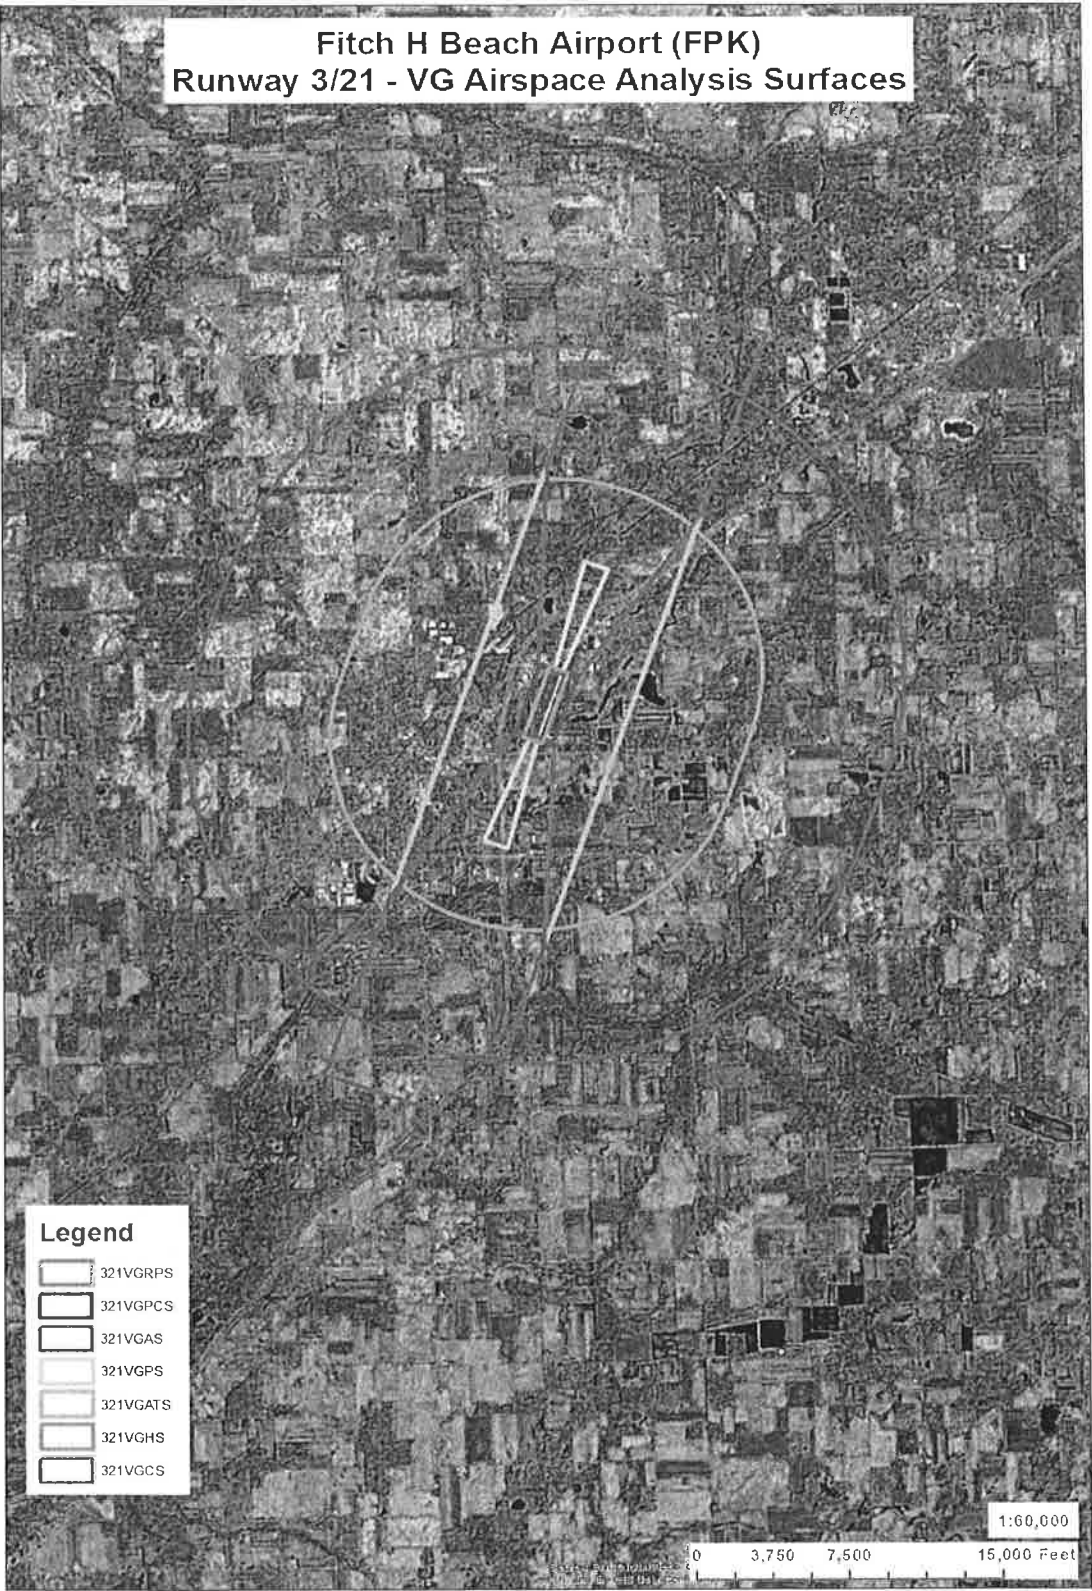 Fitch H Beach Airport (FPK)
Runway 3/21 - VG Airspace Analysis Surfaces
Legend
321VGRPS
321VGPCS
321VGAS
321VGPS
321VGATS
321VGHS
321VGCS
1:60,000
0 3,750 7,500 15,000 Feet